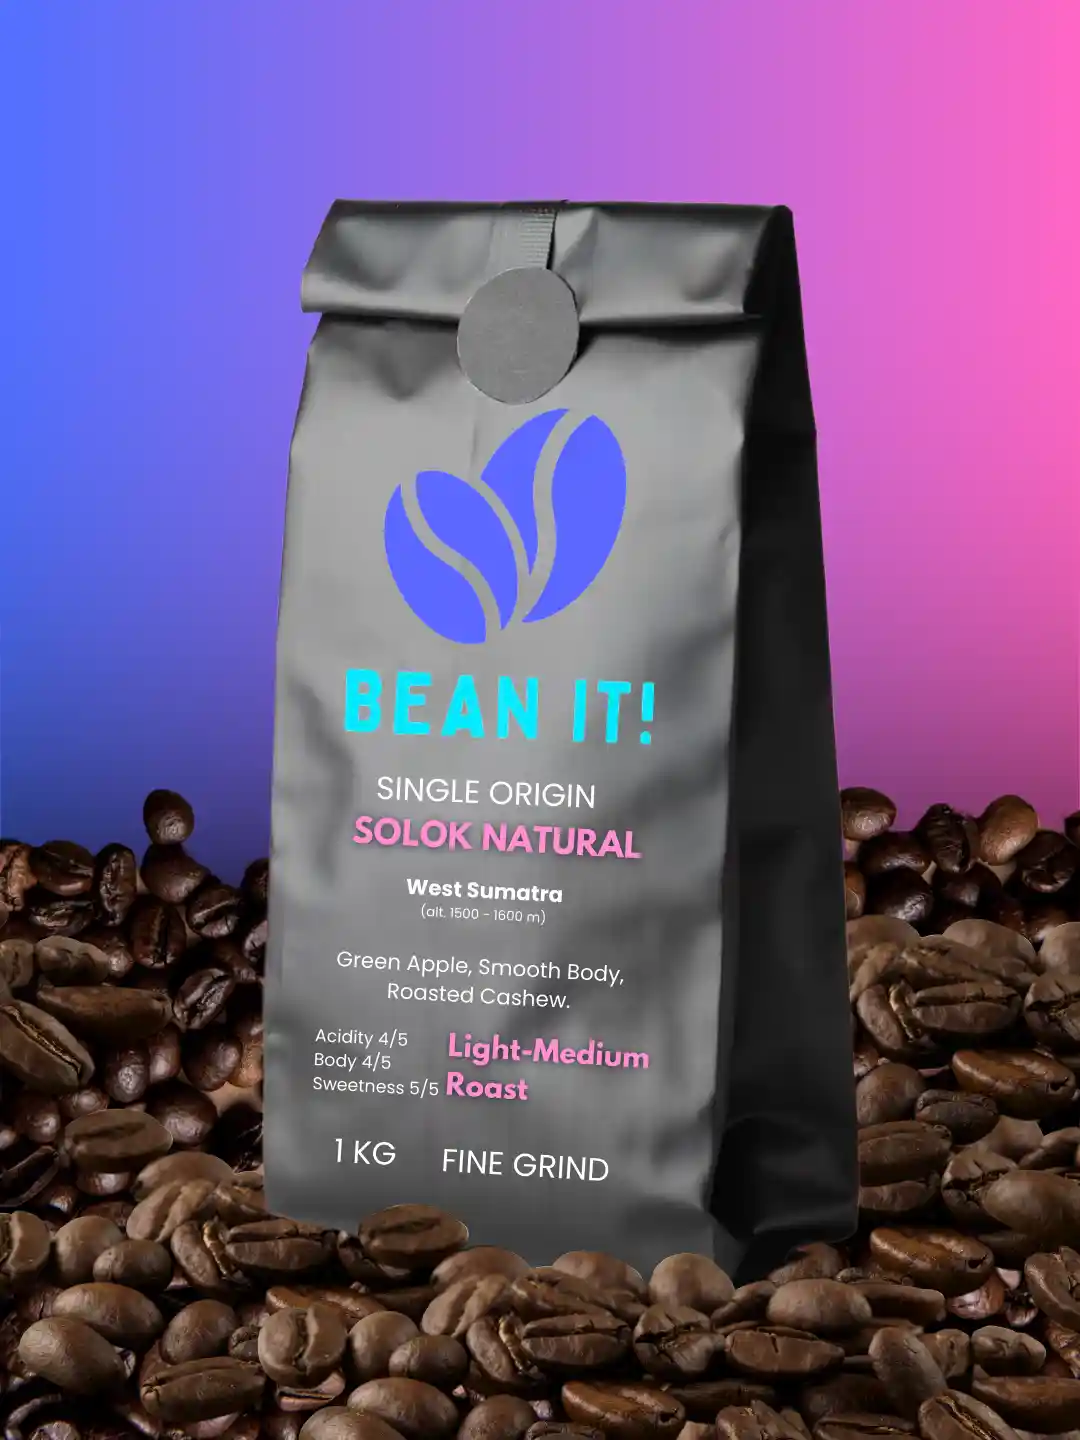 BEAN IT!
SINGLE ORIGIN
SOLOK NATURAL
West Sumatra
(alt. 1500 - 1600 m)
Green Apple, Smooth Body,
Roasted Cashew.
Acidity 4/5
Body 4/5
Sweetness 5/5
Light-Medium
Roast
1 KG FINE GRIND